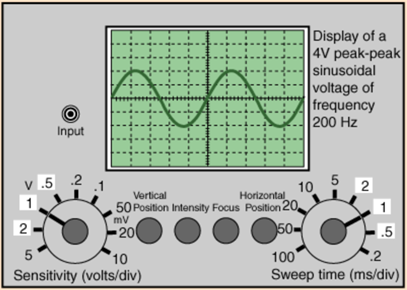 Display of a
4V peak-peak
sinusoidal
voltage of
frequency
200 Hz
Input
V .5 .2 .1
1 50 mV
2 20
5 10
Sensitivity (volts/div)
Vertical Position
Intensity
Focus
Horizontal Position
10 5 2
20 1
50 .5
100 .2
Sweep time (ms/div)